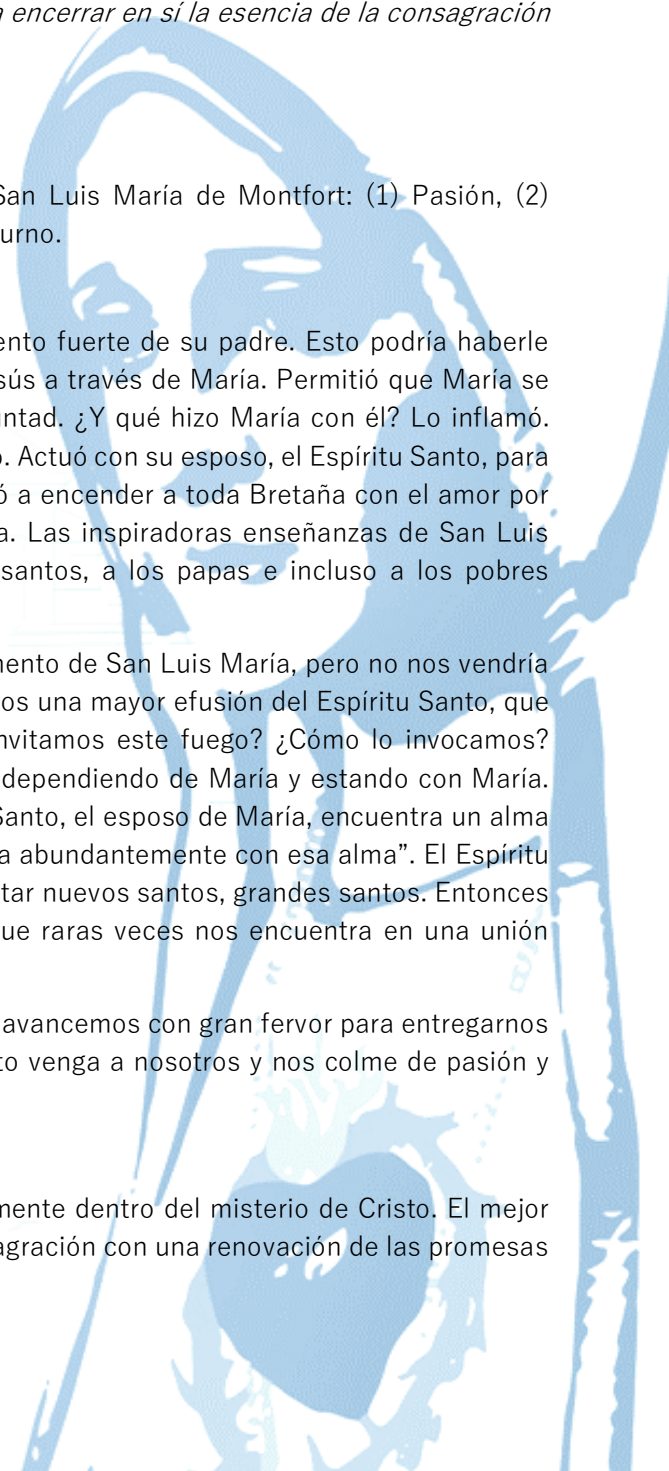 encerrar en sí la esencia de la consagración
San Luis María de Montfort: (1) Pasión, (2)
urno.
ento fuerte de su padre. Esto podría haberle
sús a través de María. Permitió que María se
untad. ¿Y qué hizo María con él? Lo inflamó.
o. Actuó con su esposo, el Espíritu Santo, para
ó a encender a toda Bretaña con el amor por
a. Las inspiradoras enseñanzas de San Luis
santos, a los papas e incluso a los pobres
mento de San Luis María, pero no nos vendría
os una mayor efusión del Espíritu Santo, que
nvitamos este fuego? ¿Cómo lo invocamos?
dependiendo de María y estando con María.
Santo, el esposo de María, encuentra un alma
a abundantemente con esa alma”. El Espíritu
tar nuevos santos, grandes santos. Entonces
que raras veces nos encuentra en una unión
avancemos con gran fervor para entregarnos
to venga a nosotros y nos colme de pasión y
mente dentro del misterio de Cristo. El mejor
agración con una renovación de las promesas